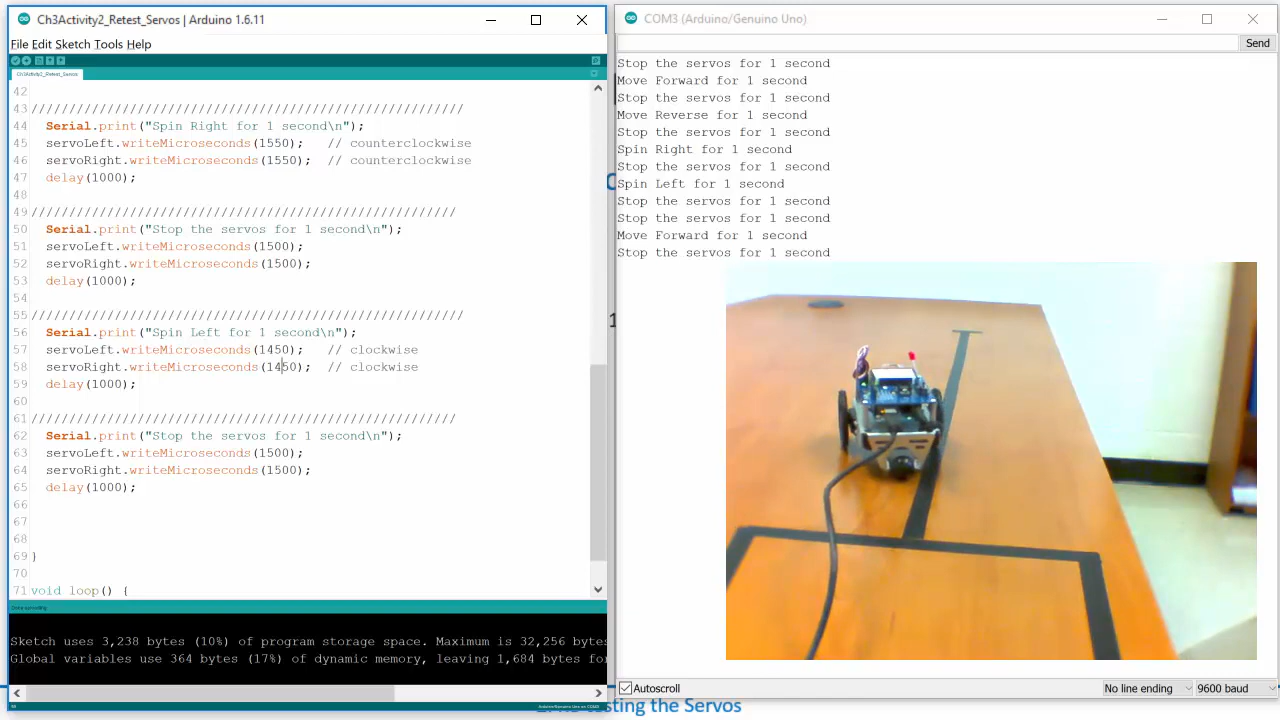 Ch3Activity2_Retest_Servos | Arduino 1.6.11
File Edit Sketch Tools Help
Ch3Activity2_Retest_Servos
42
43 //////////////////////////////////////////////////////////
44 Serial.print("Spin Right for 1 second\n");
45 servoLeft.writeMicroseconds(1550); // counterclockwise
46 servoRight.writeMicroseconds(1550); // counterclockwise
47 delay(1000);
48
49 /////////////////////////////////////////////////////////
50 Serial.print("Stop the servos for 1 second\n");
51 servoLeft.writeMicroseconds(1500);
52 servoRight.writeMicroseconds(1500);
53 delay(1000);
54
55 //////////////////////////////////////////////////////////
56 Serial.print("Spin Left for 1 second\n");
57 servoLeft.writeMicroseconds(1450); // clockwise
58 servoRight.writeMicroseconds(1450); // clockwise
59 delay(1000);
60
61 /////////////////////////////////////////////////////////
62 Serial.print("Stop the servos for 1 second\n");
63 servoLeft.writeMicroseconds(1500);
64 servoRight.writeMicroseconds(1500);
65 delay(1000);
66
67
68
69 }
70
71 void loop() {
Done uploading
Sketch uses 3,238 bytes (10%) of program storage space. Maximum is 32,256 bytes
Global variables use 364 bytes (17%) of dynamic memory, leaving 1,684 bytes for
Arduino/Genuino Uno on COM3
COM3 (Arduino/Genuino Uno)
Send
Stop the servos for 1 second
Move Forward for 1 second
Stop the servos for 1 second
Move Reverse for 1 second
Stop the servos for 1 second
Spin Right for 1 second
Stop the servos for 1 second
Spin Left for 1 second
Stop the servos for 1 second
Stop the servos for 1 second
Move Forward for 1 second
Stop the servos for 1 second
Autoscroll
No line ending
9600 baud
sting the Servos